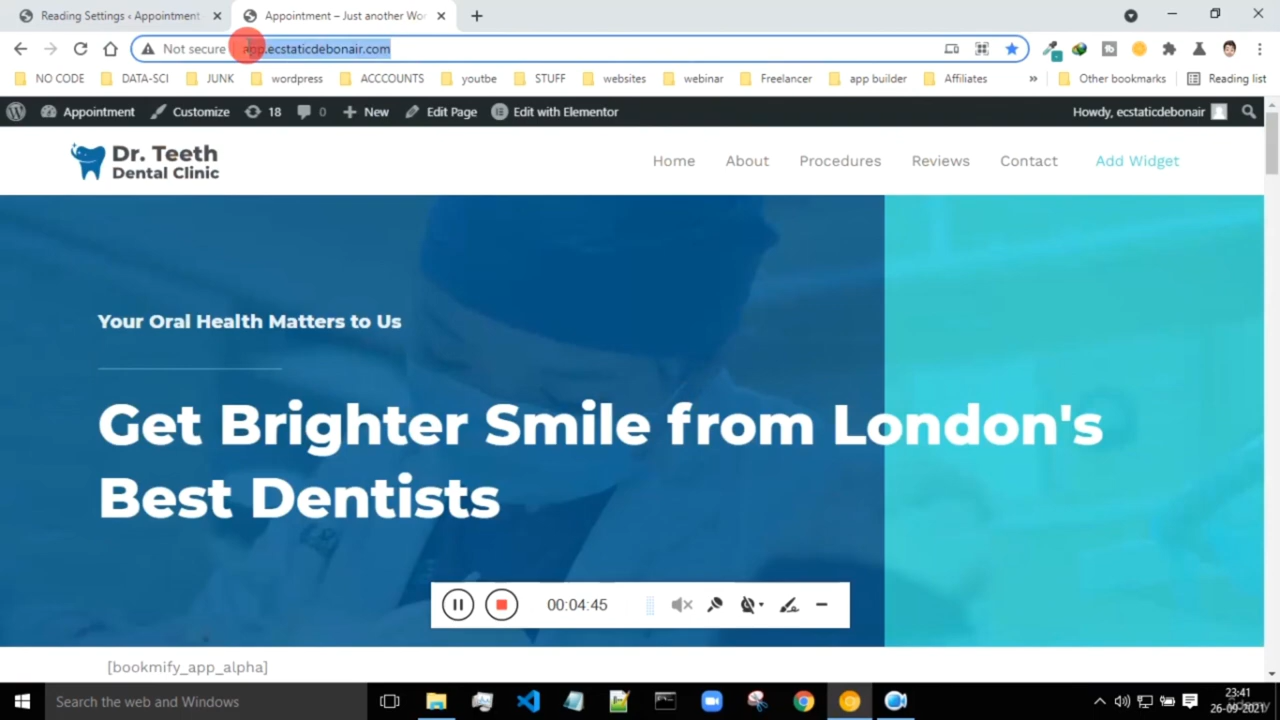 Reading Settings ‹ Appointment
Appointment – Just another Wor
Not secure app.ecstaticdebonair.com
NO CODE DATA-SCI JUNK wordpress ACCCOUNTS youtbe STUFF websites webinar Freelancer app builder Affiliates » Other bookmarks Reading list
Appointment Customize 18 0 New Edit Page Edit with Elementor Howdy, ecstaticdebonair
Dr. Teeth
Dental Clinic
Home About Procedures Reviews Contact Add Widget
Your Oral Health Matters to Us
Get Brighter Smile from London's
Best Dentists
00:04:45
[bookmify_app_alpha]
Search the web and Windows
23:41
26-09-2021
Udemy